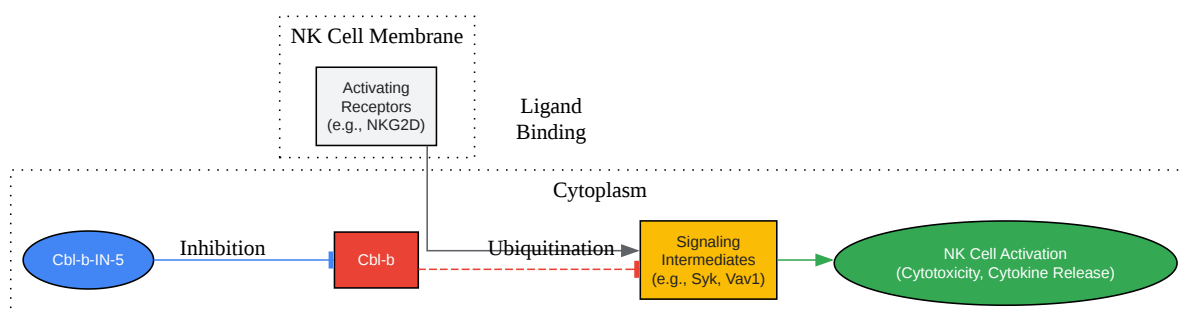 NK Cell Membrane
Activating
Receptors
(e.g., NKG2D)
Ligand
Binding
Cytoplasm
Cbl-b-IN-5
Inhibition
Cbl-b
Ubiquitination
Signaling
Intermediates
(e.g., Syk, Vav1)
NK Cell Activation
(Cytotoxicity, Cytokine Release)